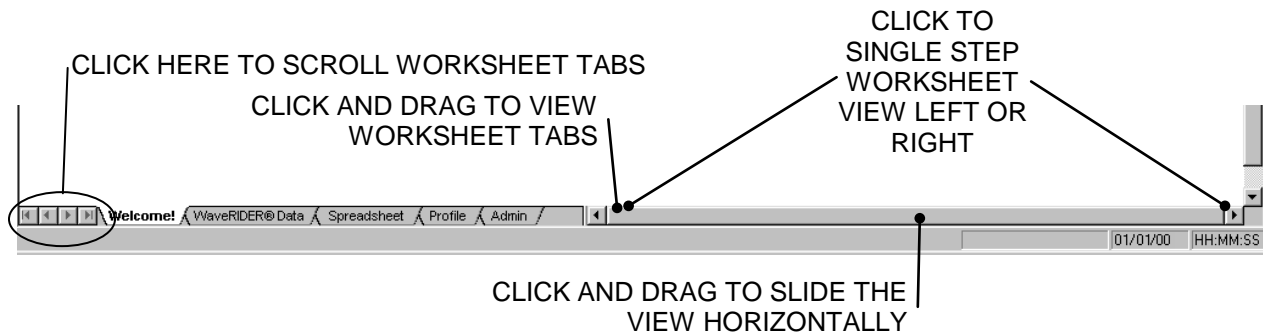 CLICK TO
SINGLE STEP
WORKSHEET
VIEW LEFT OR
RIGHT
CLICK HERE TO SCROLL WORKSHEET TABS
CLICK AND DRAG TO VIEW
WORKSHEET TABS
Welcome! WaveRIDER® Data Spreadsheet Profile Admin
01/01/00 HH:MM:SS
CLICK AND DRAG TO SLIDE THE
VIEW HORIZONTALLY